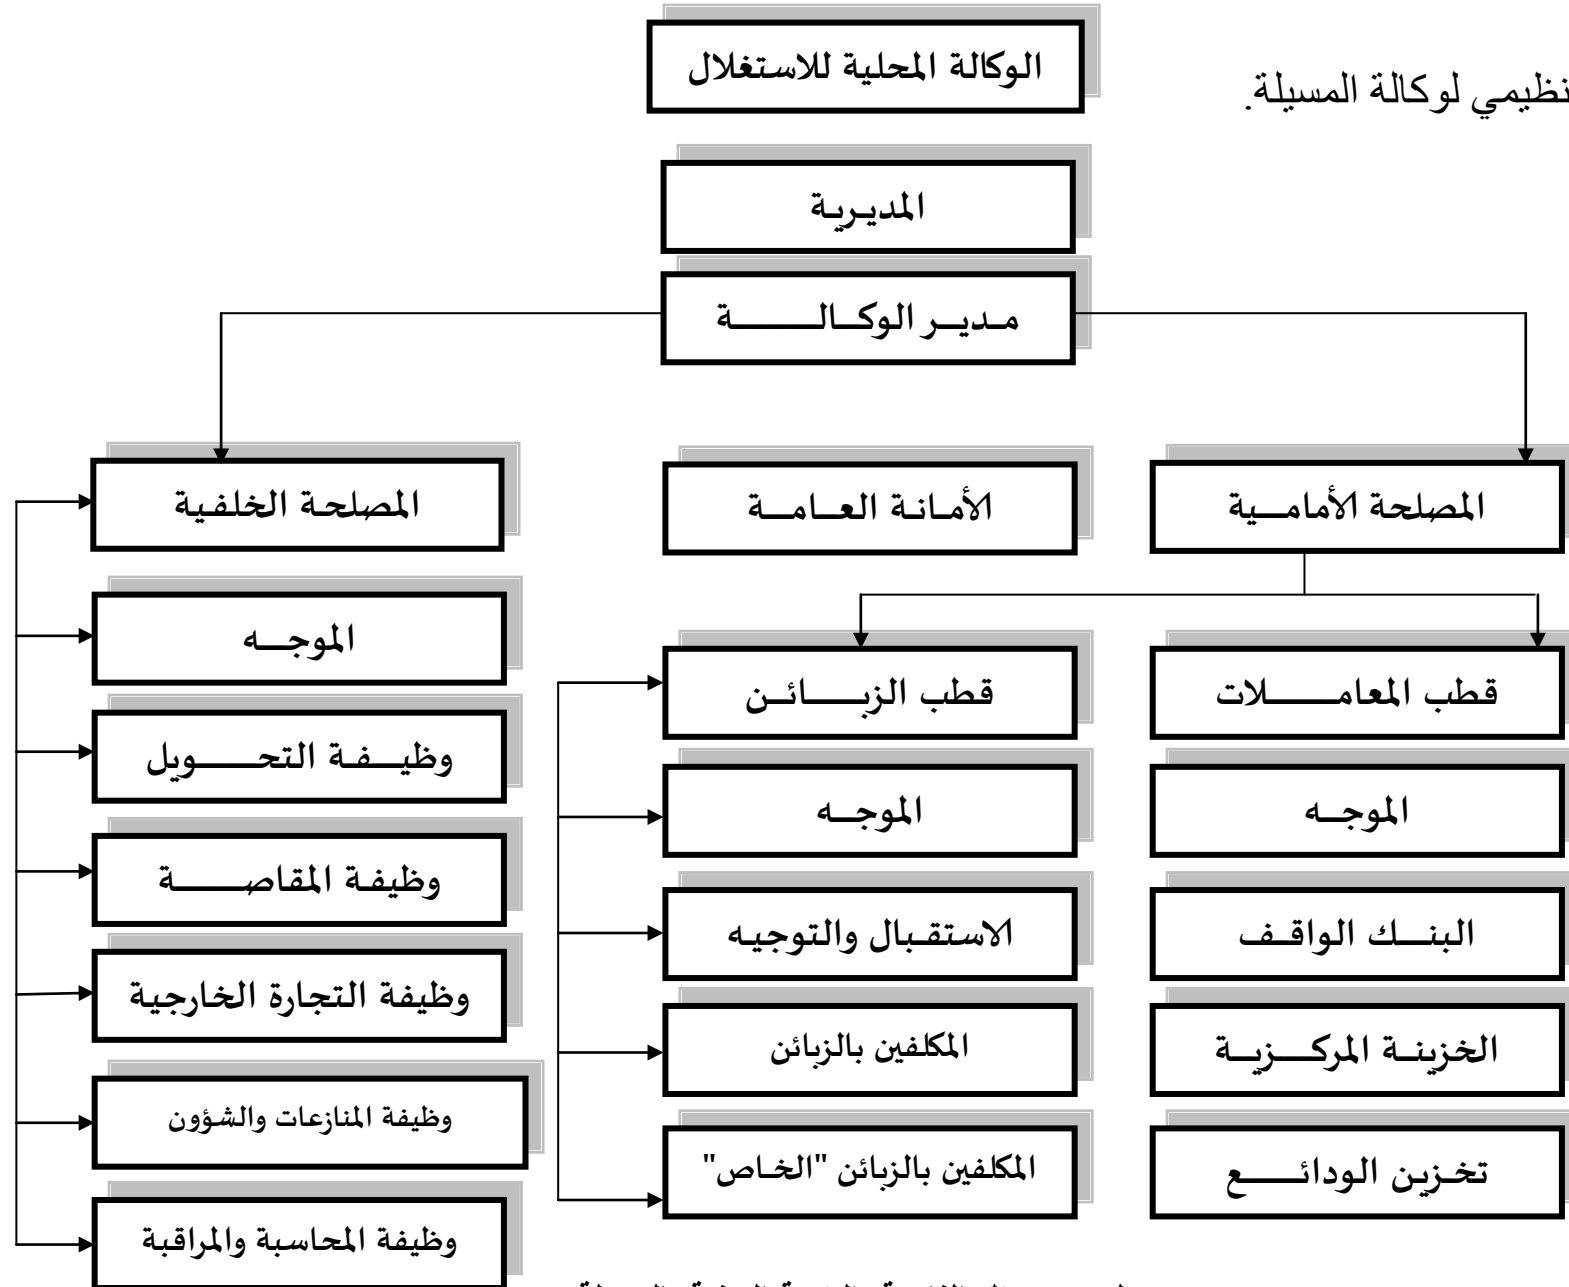 نظيمي لوكالة المسيلة.
الوكالة المحلية للاستغلال
المديرية
مدير الوكالة
المصلحة الأمامية
الأمانة العامة
المصلحة الخلفية
قطب المعاملات
الموجه
البنك الواقف
الخزينة المركزية
تخزين الودائع
قطب الزبائن
الموجه
الاستقبال والتوجيه
المكلفين بالزبائن
المكلفين بالزبائن "الخاص"
الموجه
وظيفة التحويل
وظيفة المقاصة
وظيفة التجارة الخارجية
وظيفة المنازعات والشؤون
وظيفة المحاسبة والمراقبة